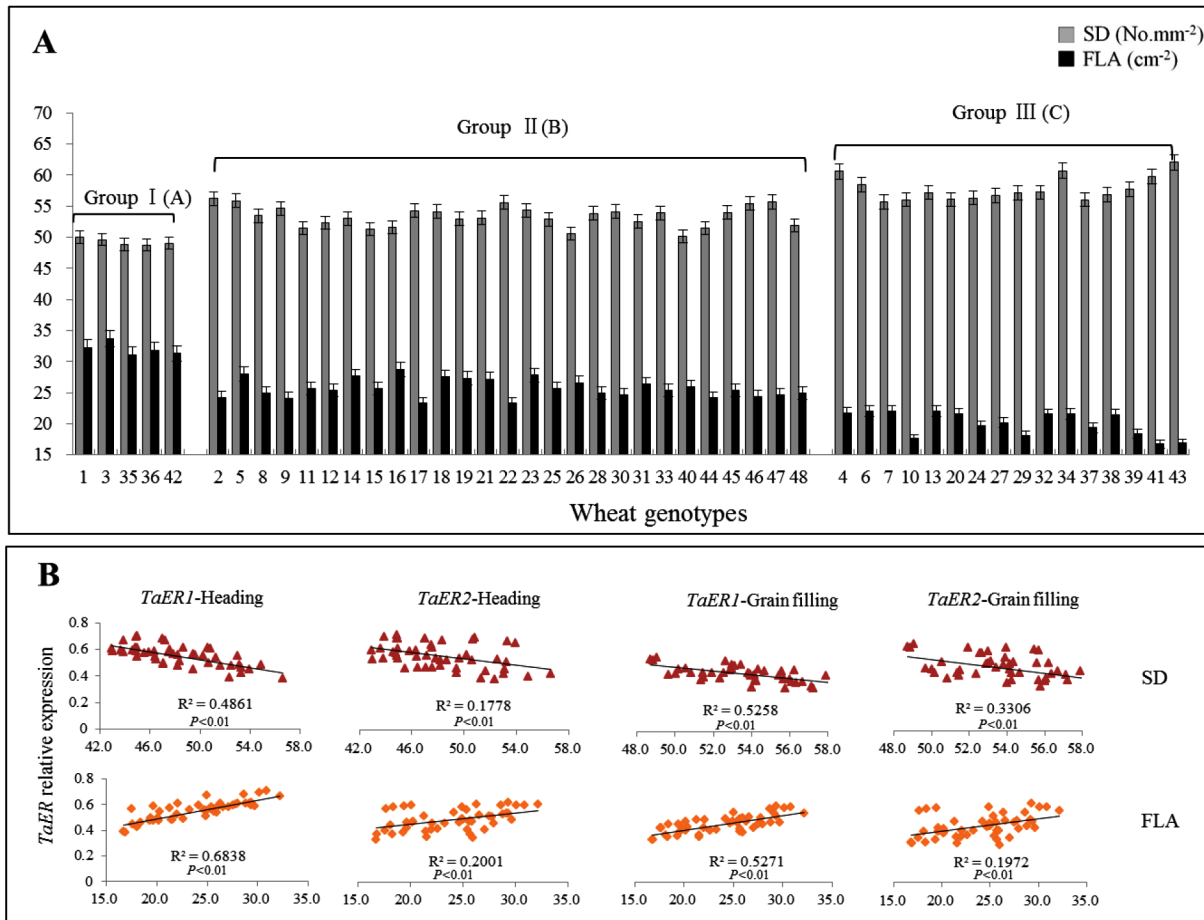 A
SD (No.mm-2)
FLA (cm-2)
Group Ⅰ (A)
Group Ⅱ (B)
Group Ⅲ (C)
70
65
60
55
50
45
40
35
30
25
20
15
1 3 35 36 42 2 5 8 9 11 12 14 15 16 17 18 19 21 22 23 25 26 28 30 31 33 40 44 45 46 47 48 4 6 7 10 13 20 24 27 29 32 34 37 38 39 41 43
Wheat genotypes
B
TaER1-Heading TaER2-Heading TaER1-Grain filling TaER2-Grain filling
TaER relative expression
0.8
0.6
0.4
0.2
0
SD
R² = 0.4861 R² = 0.1778 R² = 0.5258 R² = 0.3306
P<0.01 P<0.01 P<0.01 P<0.01
42.0 46.0 50.0 54.0 58.0 42.0 46.0 50.0 54.0 58.0 48.0 50.0 52.0 54.0 56.0 58.0 48.0 50.0 52.0 54.0 56.0 58.0
0.8
0.6
0.4
0.2
0
FLA
R² = 0.6838 R² = 0.2001 R² = 0.5271 R² = 0.1972
P<0.01 P<0.01 P<0.01 P<0.01
15.0 20.0 25.0 30.0 35.0 15.0 20.0 25.0 30.0 35.0 15.0 20.0 25.0 30.0 35.0 15.0 20.0 25.0 30.0 35.0